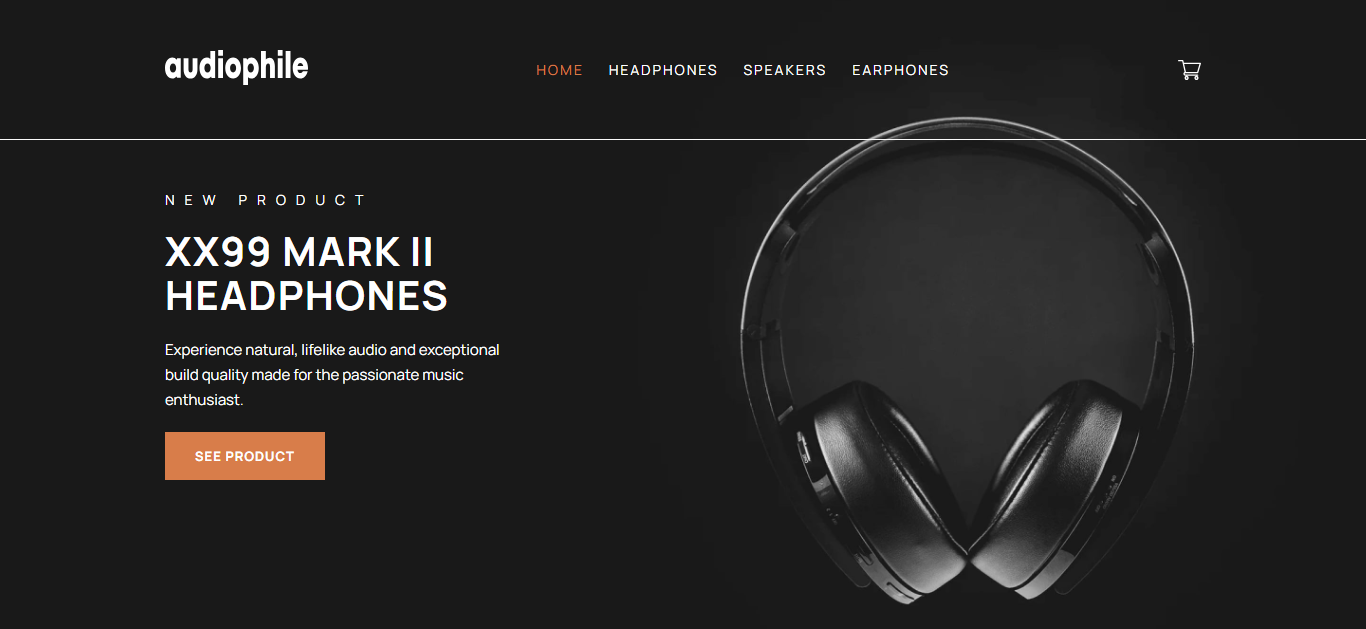 audiophile
HOME HEADPHONES SPEAKERS EARPHONES
NEW PRODUCT
XX99 MARK II
HEADPHONES
Experience natural, lifelike audio and exceptional
build quality made for the passionate music
enthusiast.
SEE PRODUCT